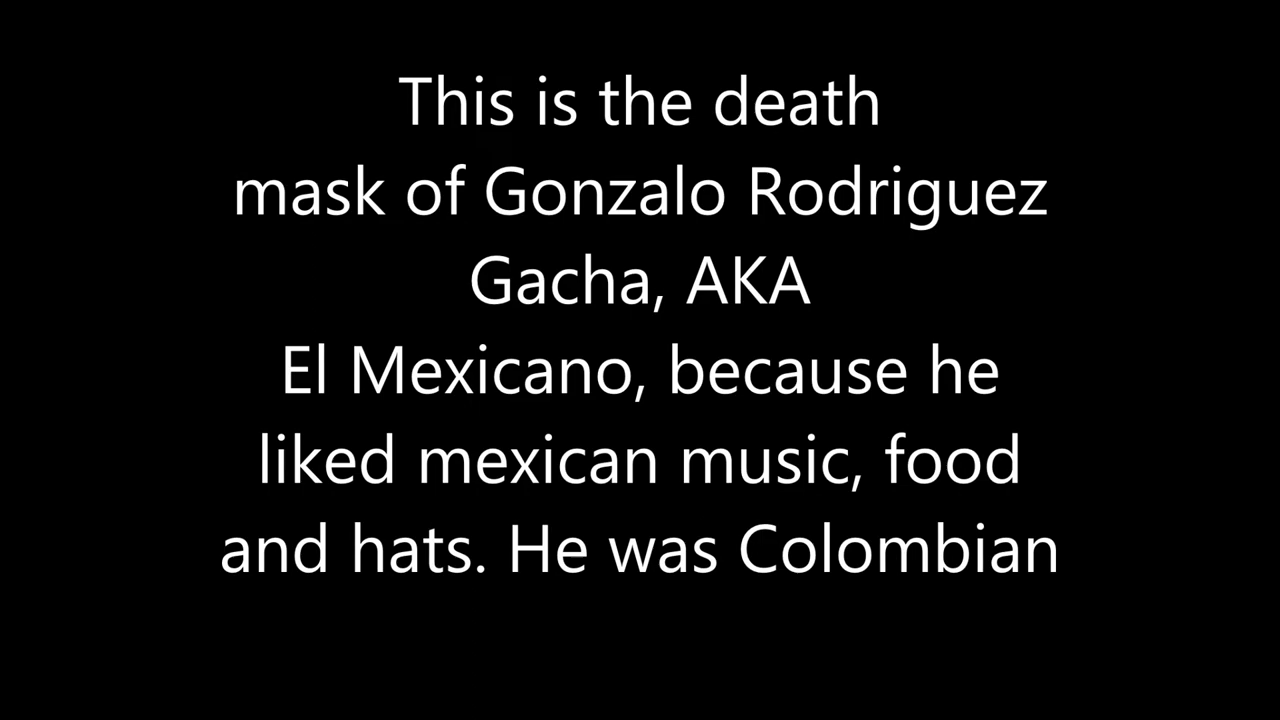 This is the death
mask of Gonzalo Rodriguez
Gacha, AKA
El Mexicano, because he
liked mexican music, food
and hats. He was Colombian